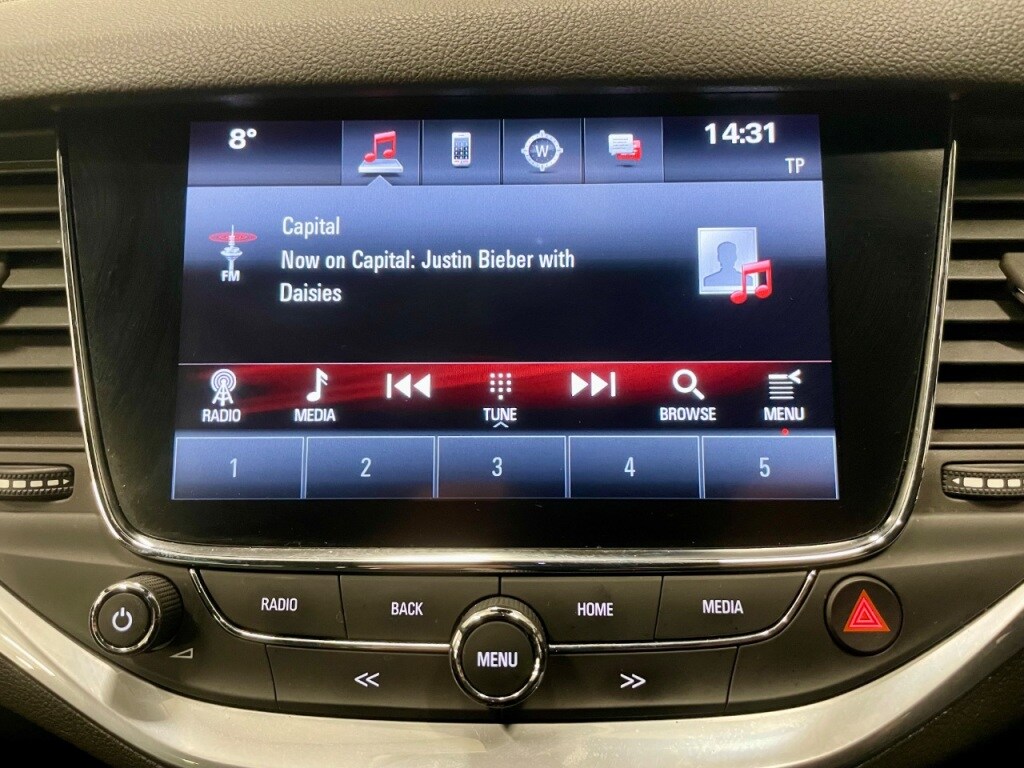 8°
W
14:31
TP
FM
Capital
Now on Capital: Justin Bieber with
Daisies
RADIO
MEDIA
TUNE
BROWSE
MENU
1
2
3
4
5
RADIO
BACK
HOME
MEDIA
MENU